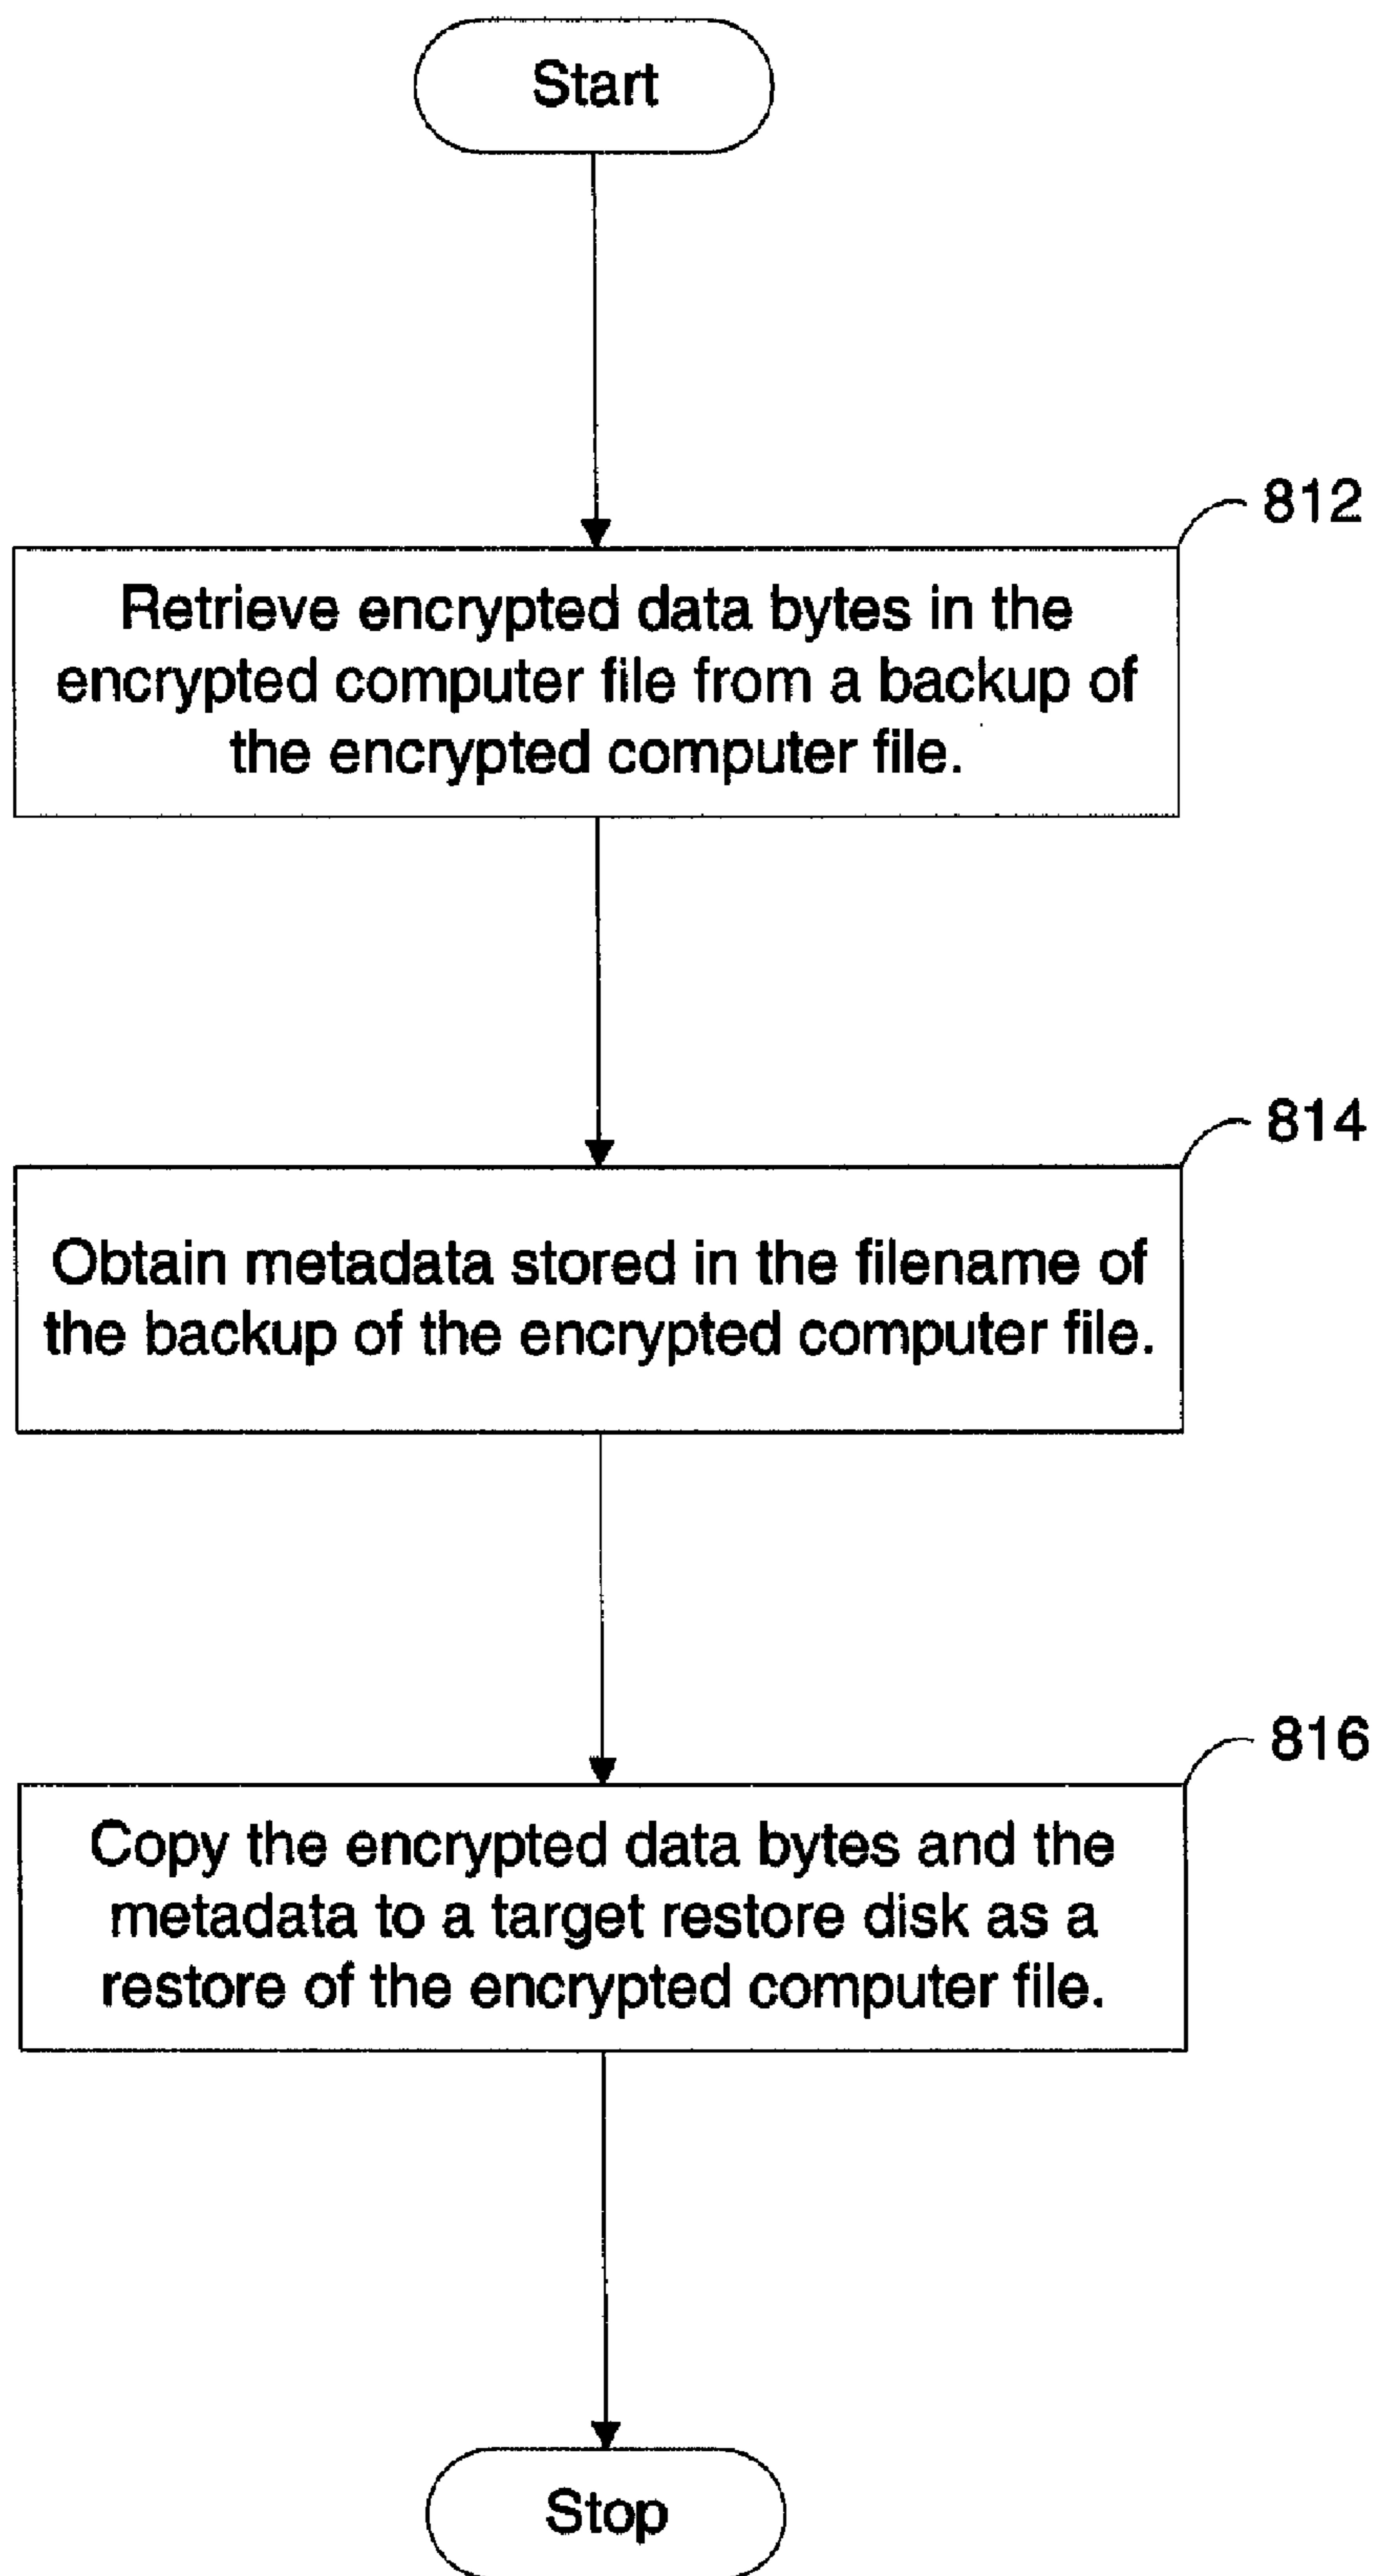 Start
812
Retrieve encrypted data bytes in the
encrypted computer file from a backup of
the encrypted computer file.
814
Obtain metadata stored in the filename of
the backup of the encrypted computer file.
816
Copy the encrypted data bytes and the
metadata to a target restore disk as a
restore of the encrypted computer file.
Stop